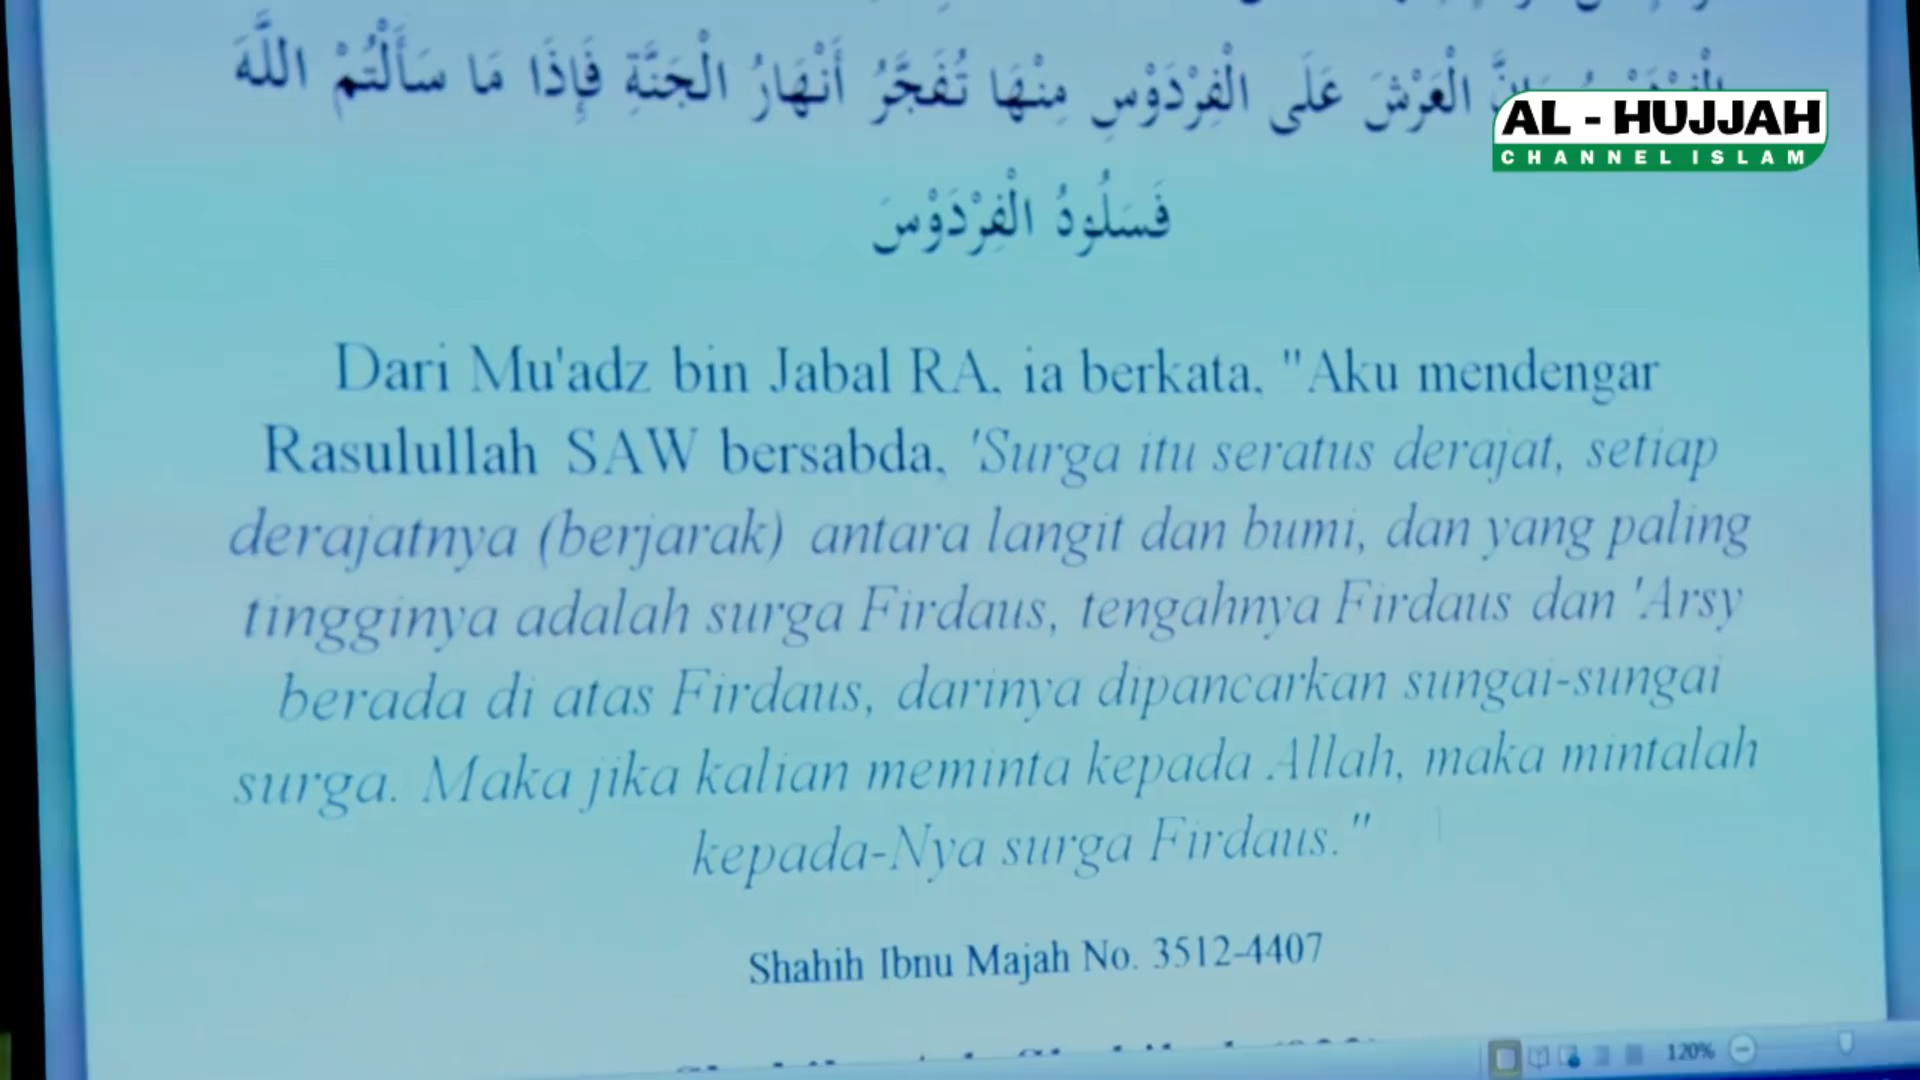 الْعَرْشَ عَلَى الْفِرْدَوْسِ مِنْهَا تُفَجَّرُ أَنْهَارُ الْجَنَّةِ فَإِذَا مَا سَأَلْتُمْ اللَّهَ
AL - HUJJAH
CHANNEL ISLAM
فَسَلُوهُ الْفِرْدَوْسَ
Dari Mu'adz bin Jabal RA, ia berkata, "Aku mendengar
Rasulullah SAW bersabda, 'Surga itu seratus derajat, setiap
derajatnya (berjarak) antara langit dan bumi, dan yang paling
tingginya adalah surga Firdaus, tengahnya Firdaus dan 'Arsy
berada di atas Firdaus, darinya dipancarkan sungai-sungai
surga. Maka jika kalian meminta kepada Allah, maka mintalah
kepada-Nya surga Firdaus."
Shahih Ibnu Majah No. 3512-4407
120%